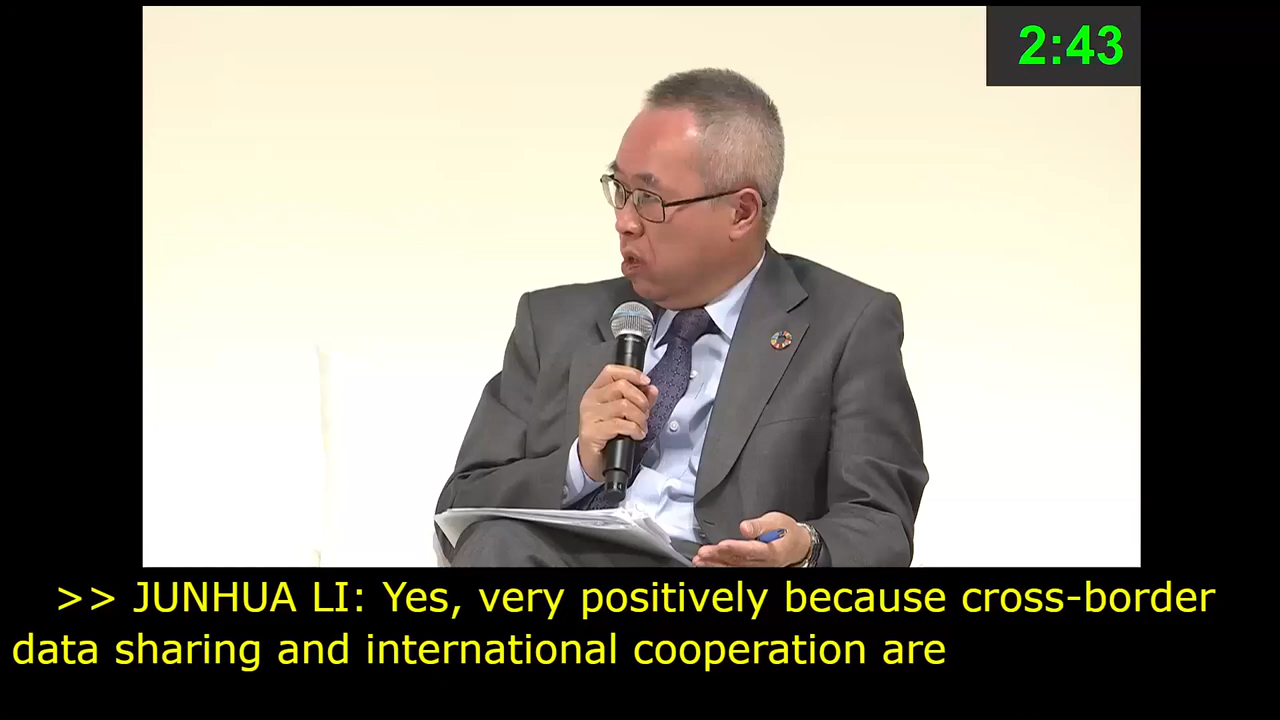 2:43
>> JUNHUA LI: Yes, very positively because cross-border
data sharing and international cooperation are